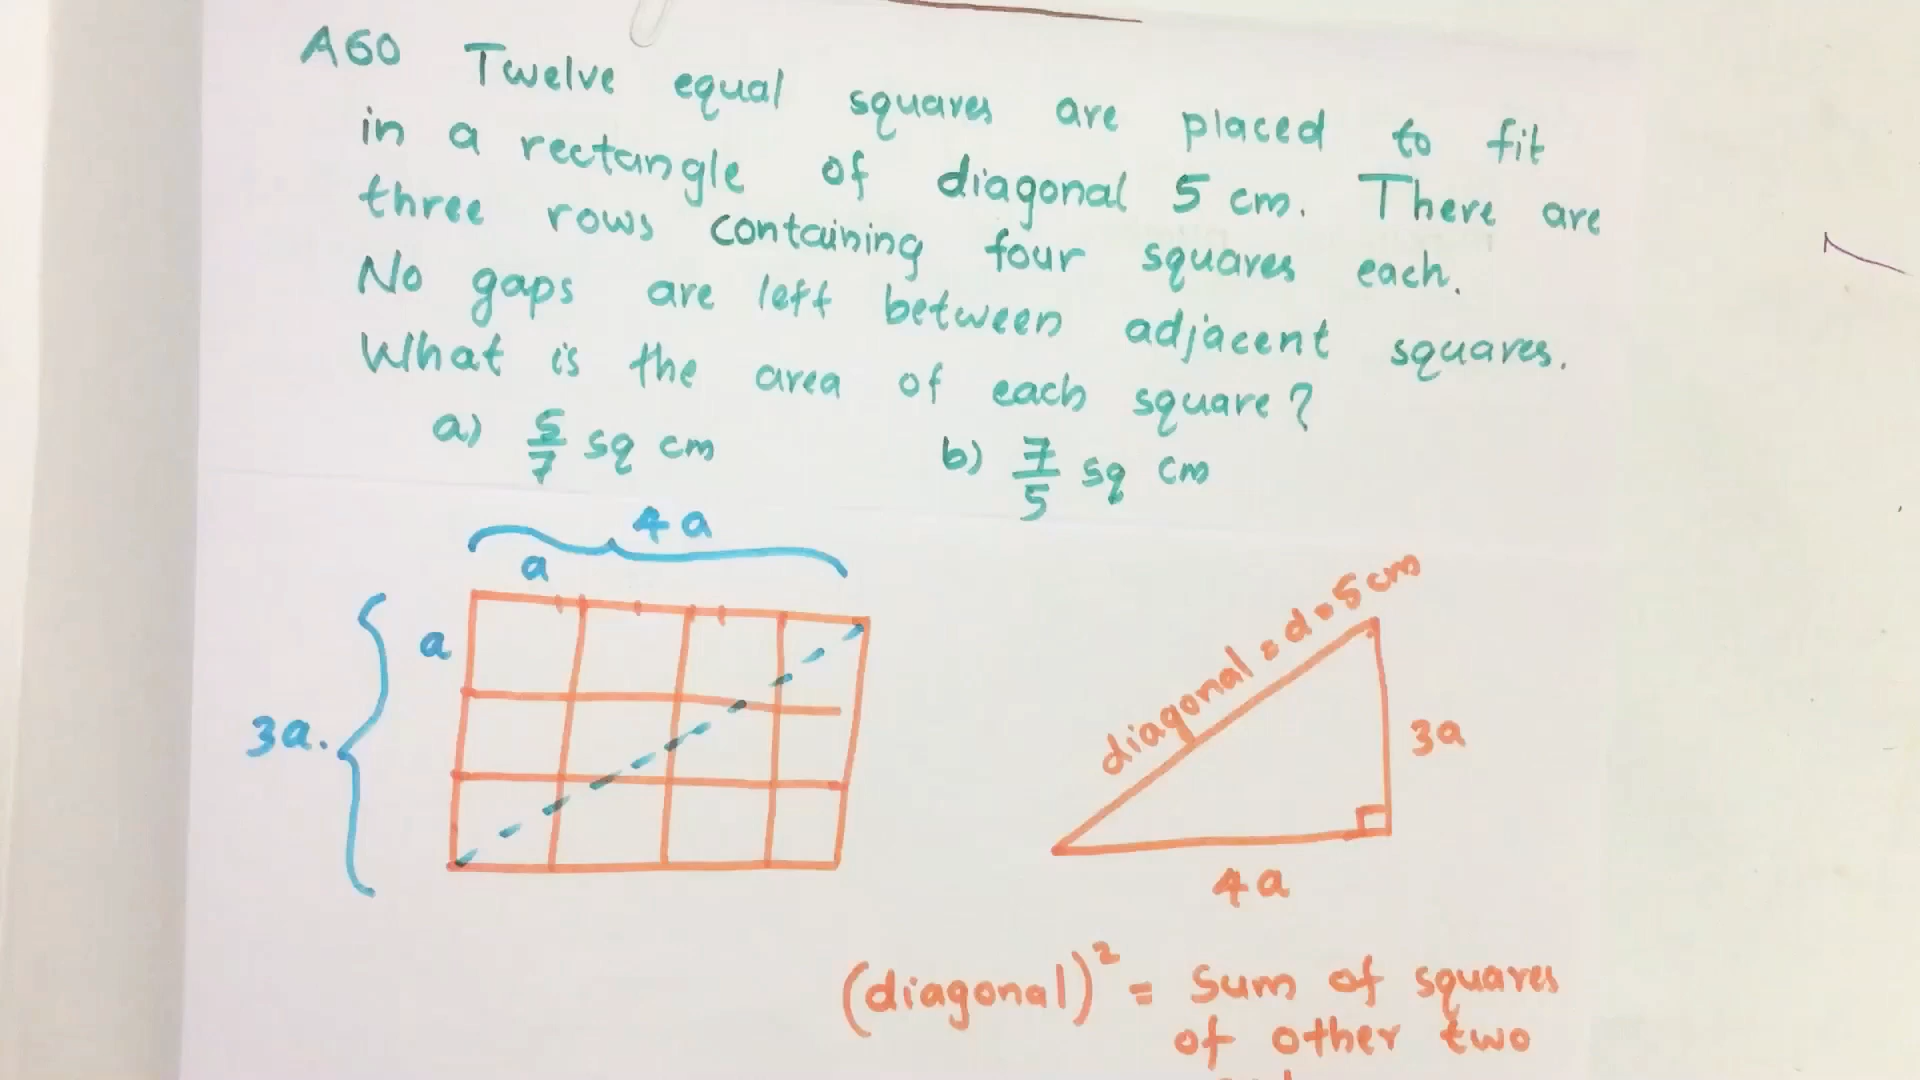 A60 Twelve equal squares are placed to fit
in a rectangle of diagonal 5 cm. There are
three rows containing four squares each.
No gaps are left between adjacent squares.
What is the area of each square?
a) 5/7 sq cm b) 7/5 sq cm
4a
a
a
3a.
diagonal = d = 5cm
3a
4a
(diagonal)² = Sum of squares
of other two